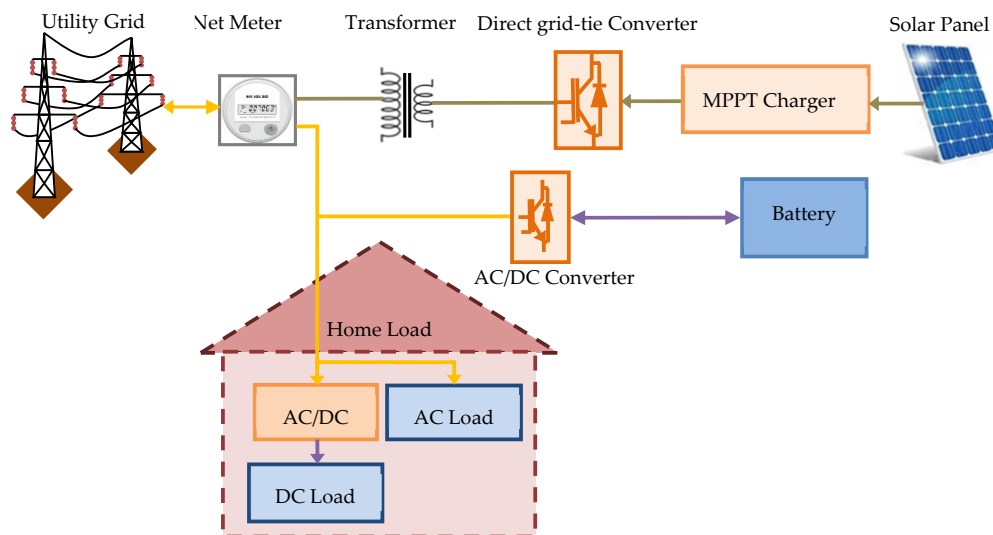 Utility Grid
Net Meter
Transformer
Direct grid-tie Converter
Solar Panel
MPPT Charger
Battery
AC/DC Converter
Home Load
AC/DC
AC Load
DC Load